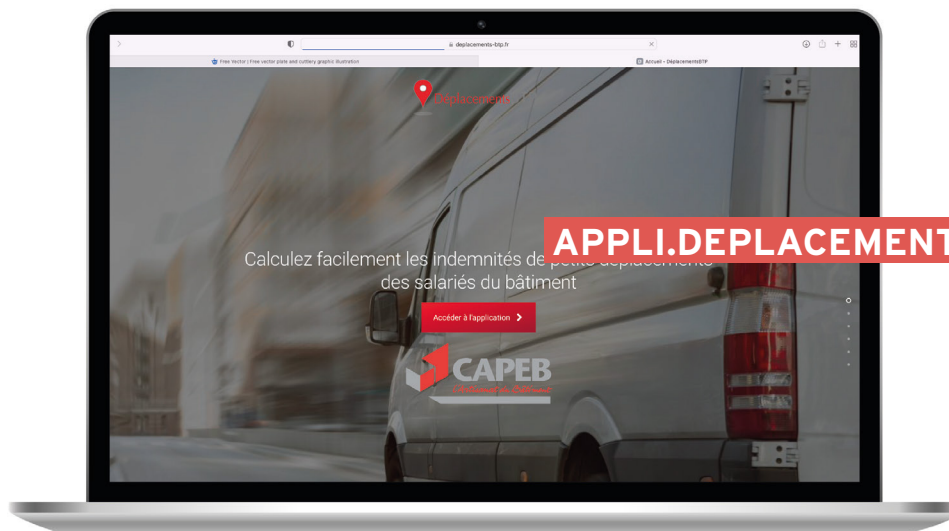 deplacements-btp.fr
Free Vector | Free vector plate and cutlery graphic illustration
Accueil - DéplacementsBTP
Déplacements
APPLI.DEPLACEMENT
Calculez facilement les indemnités de petits déplacements
des salariés du bâtiment
Accéder à l'application
CAPEB